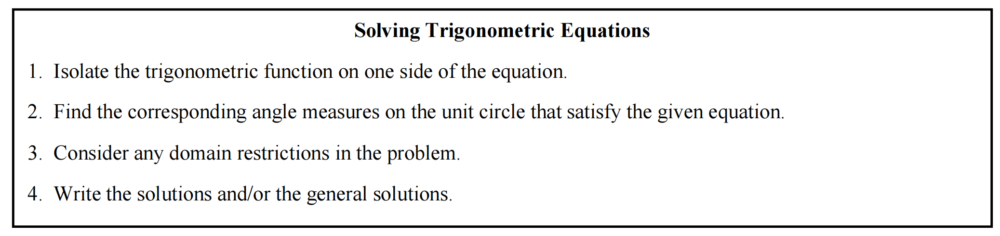 Solving Trigonometric Equations
1. Isolate the trigonometric function on one side of the equation.
2. Find the corresponding angle measures on the unit circle that satisfy the given equation.
3. Consider any domain restrictions in the problem.
4. Write the solutions and/or the general solutions.